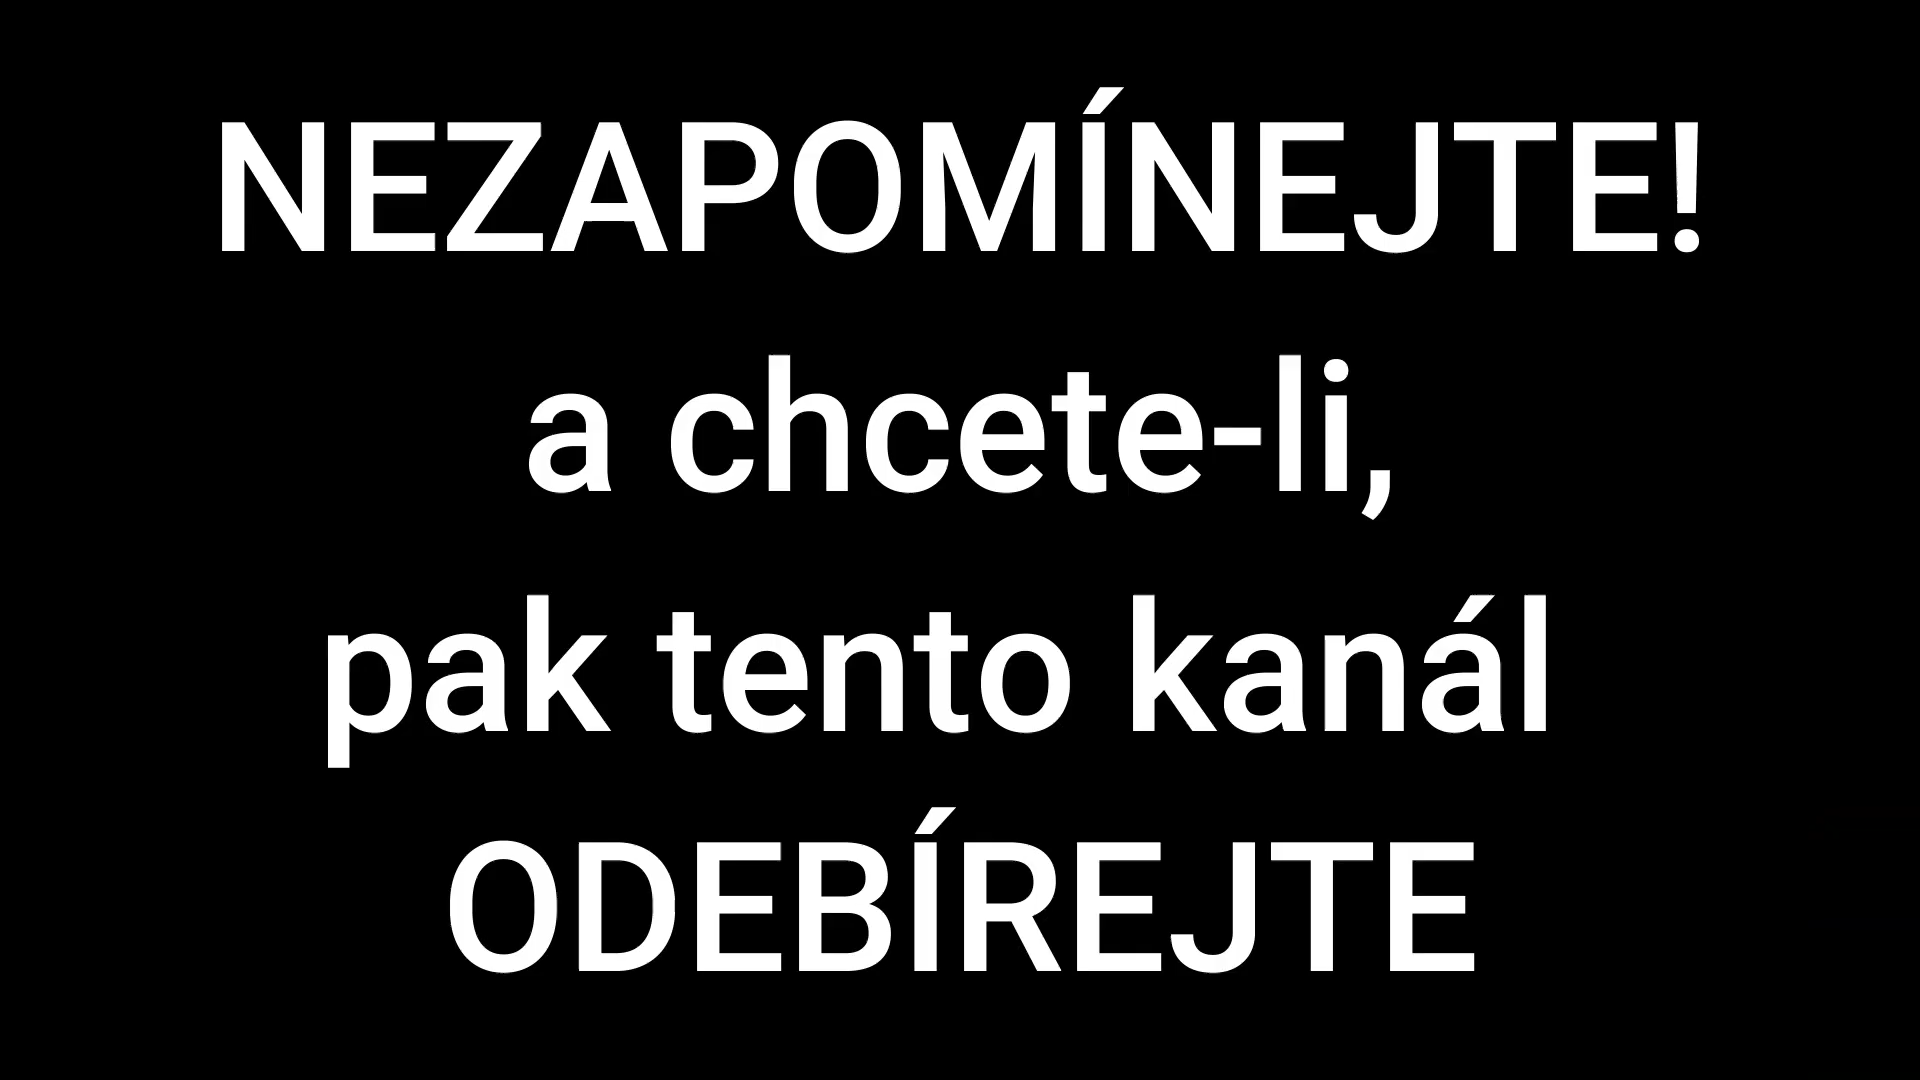 NEZAPOMÍNEJTE!
a chcete-li,
pak tento kanál
ODEBÍREJTE